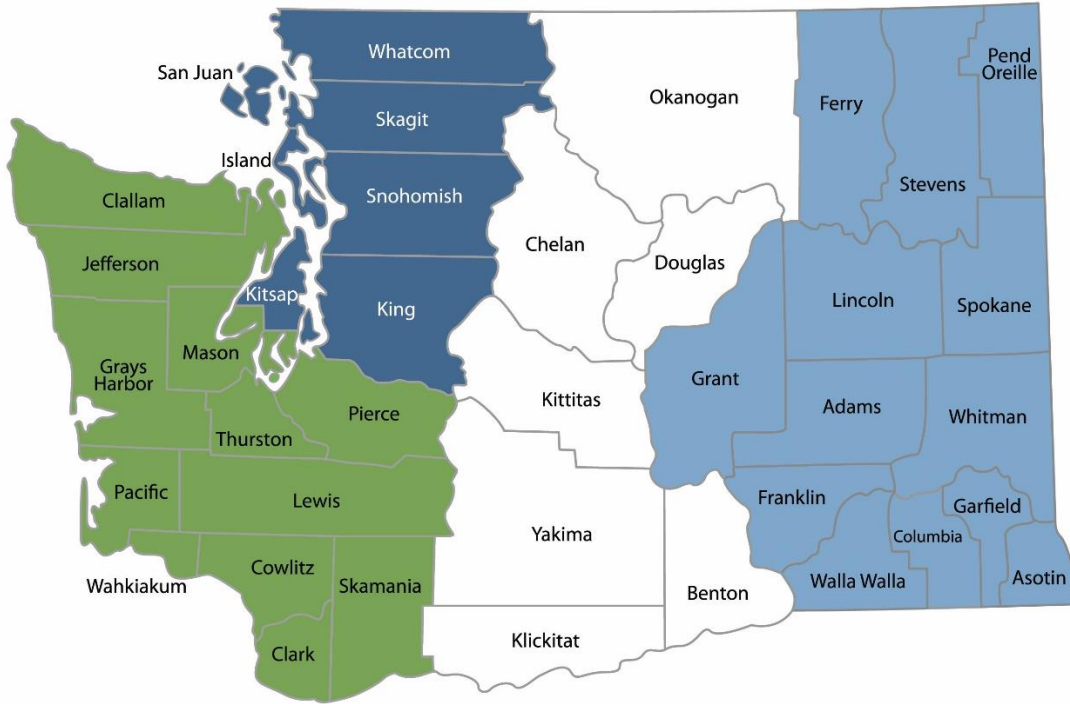 Whatcom
San Juan
Pend
Oreille
Okanogan
Ferry
Skagit
Island
Stevens
Snohomish
Clallam
Chelan
Jefferson
Douglas
Kitsap
Lincoln
Spokane
King
Mason
Grays
Harbor
Grant
Kittitas
Adams
Pierce
Whitman
Thurston
Pacific
Lewis
Franklin
Garfield
Yakima
Columbia
Cowlitz
Wahkiakum
Skamania
Walla Walla
Asotin
Benton
Klickitat
Clark